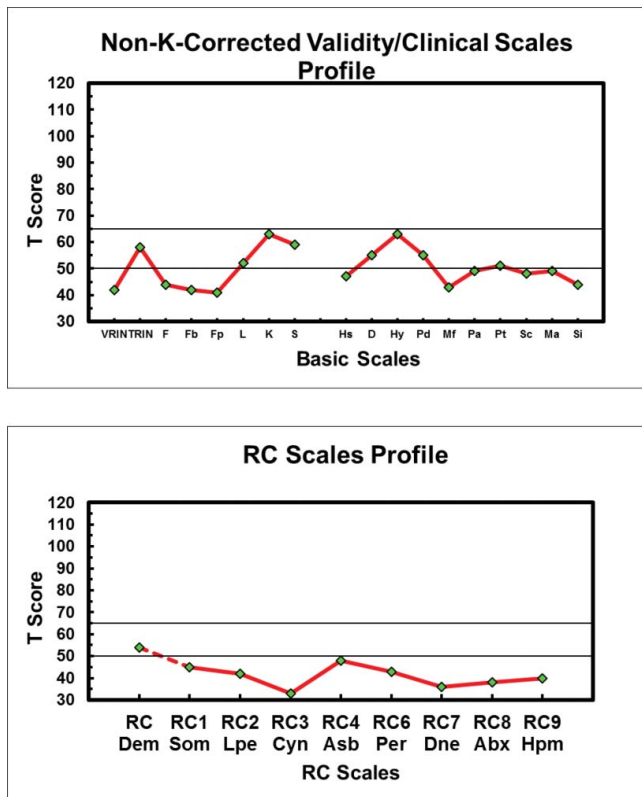 Non-K-Corrected Validity/Clinical Scales
Profile
120
110
100
90
80
70
60
50
40
30
T Score
VRIN TRIN F Fb Fp L K S Hs D Hy Pd Mf Pa Pt Sc Ma Si
Basic Scales
RC Scales Profile
120
110
100
90
80
70
60
50
40
30
T Score
RC RC1 RC2 RC3 RC4 RC6 RC7 RC8 RC9
Dem Som Lpe Cyn Asb Per Dne Abx Hpm
RC Scales